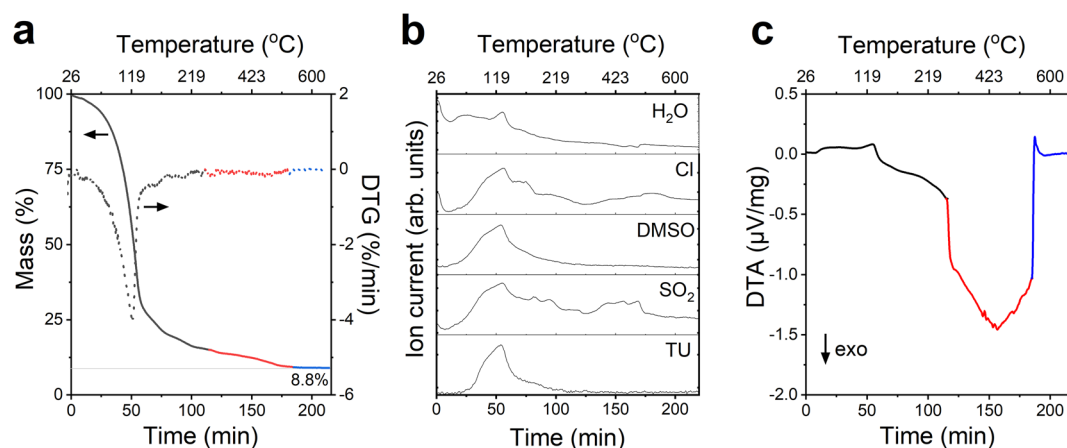 a
Temperature (°C)
26 119 219 423 600
100
75
50
25
0
Mass (%)
2
0
-2
-4
-6
DTG (%/min)
8.8%
0 50 100 150 200
Time (min)
b
Temperature (°C)
26 119 219 423 600
H₂O
Cl
DMSO
SO₂
TU
Ion current (arb. units)
0 50 100 150 200
Time (min)
c
Temperature (°C)
26 119 219 423 600
0.5
0.0
-0.5
-1.0
-1.5
-2.0
DTA (μV/mg)
exo
0 50 100 150 200
Time (min)